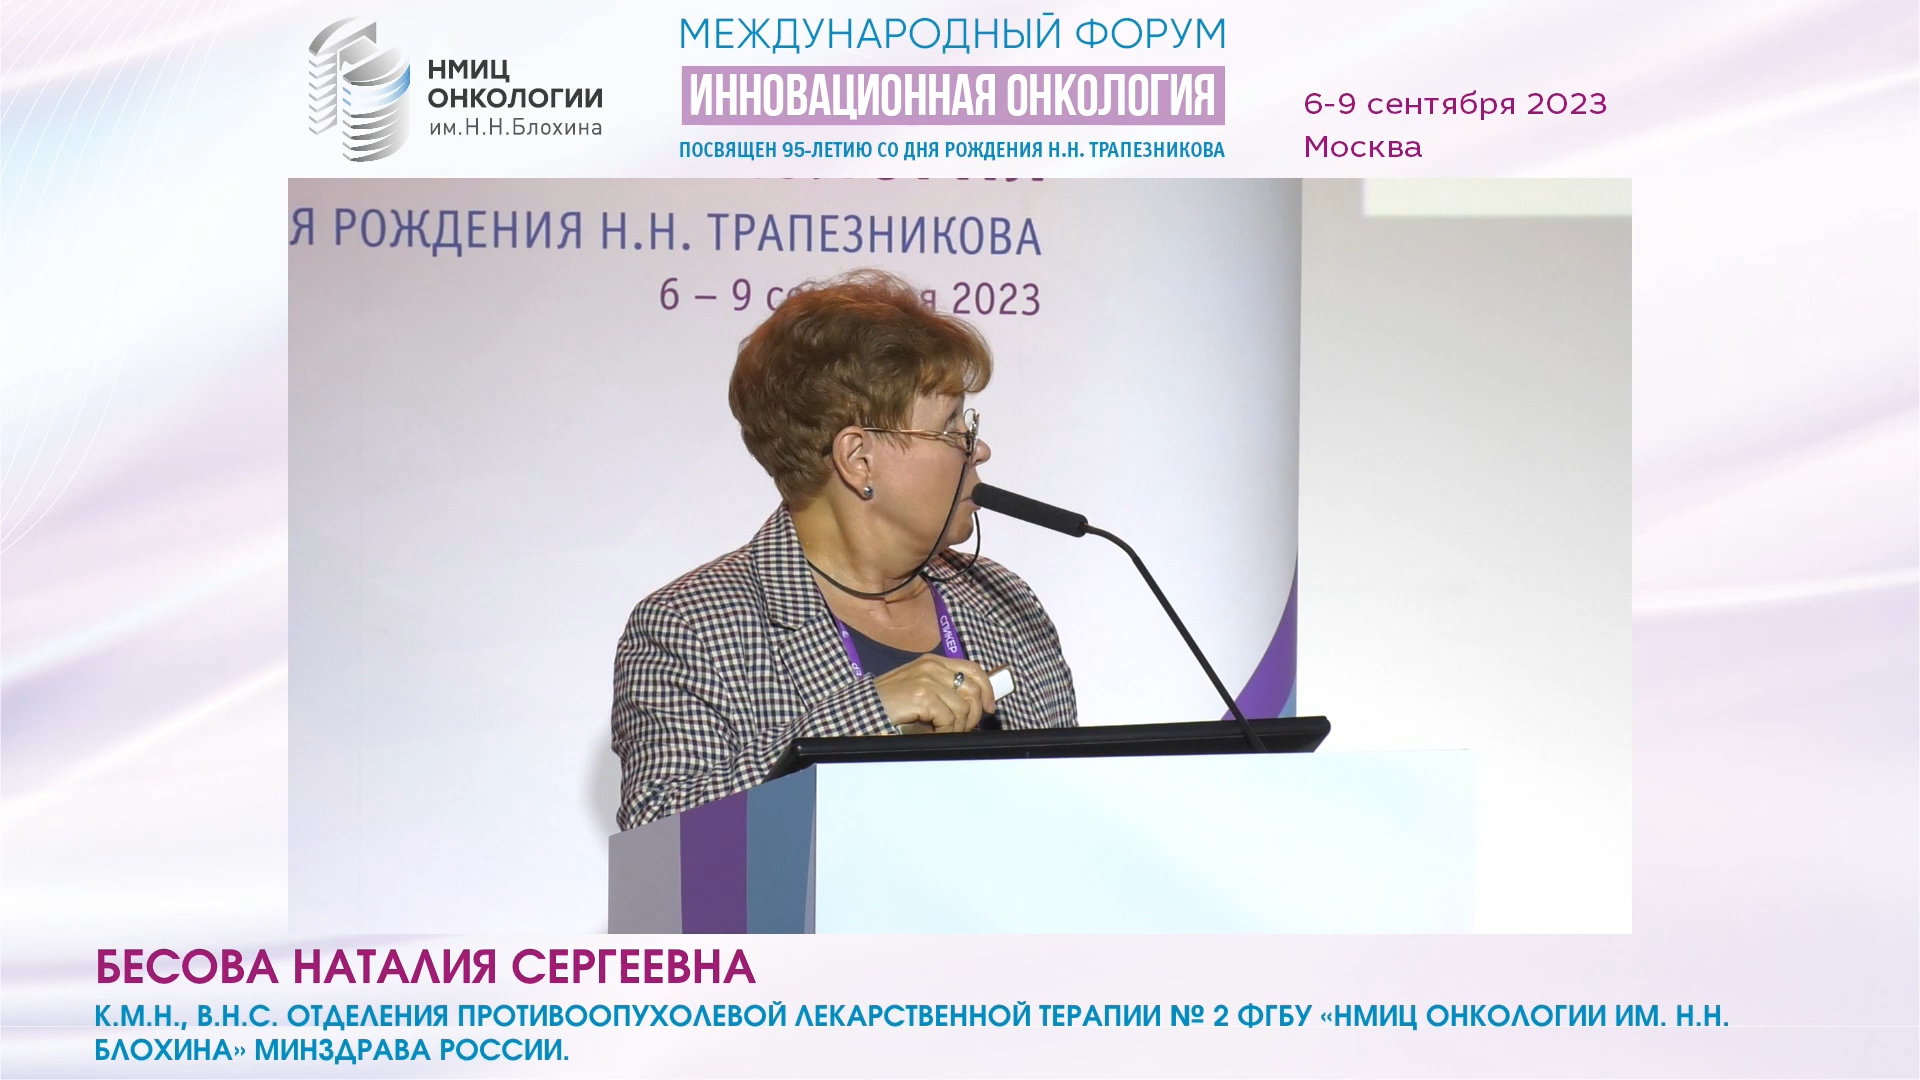 НМИЦ
ОНКОЛОГИИ
им.Н.Н.Блохина
МЕЖДУНАРОДНЫЙ ФОРУМ
ИННОВАЦИОННАЯ ОНКОЛОГИЯ
ПОСВЯЩЕН 95-ЛЕТИЮ СО ДНЯ РОЖДЕНИЯ Н.Н. ТРАПЕЗНИКОВА
6-9 сентября 2023
Москва
Я РОЖДЕНИЯ Н.Н. ТРАПЕЗНИКОВА
6 – 9 2023
СПИКЕР
БЕСОВА НАТАЛИЯ СЕРГЕЕВНА
К.М.Н., В.Н.С. ОТДЕЛЕНИЯ ПРОТИВООПУХОЛЕВОЙ ЛЕКАРСТВЕННОЙ ТЕРАПИИ № 2 ФГБУ «НМИЦ ОНКОЛОГИИ ИМ. Н.Н.
БЛОХИНА» МИНЗДРАВА РОССИИ.